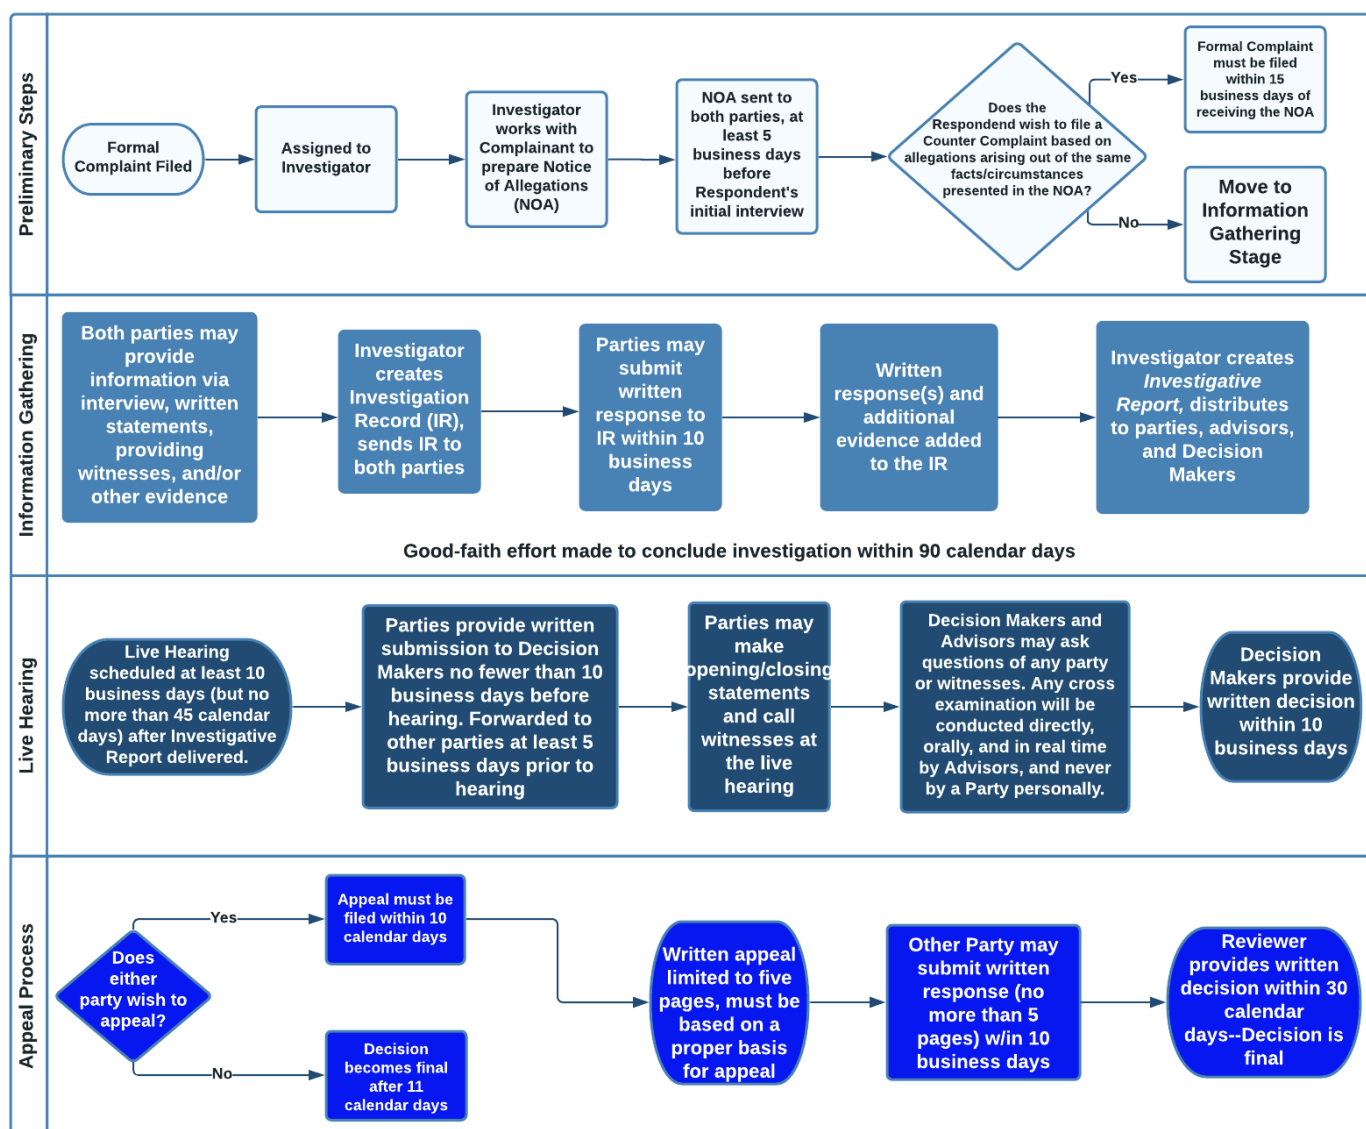 Preliminary Steps
Formal
Complaint Filed
Assigned to
Investigator
Investigator
works with
Complainant to
prepare Notice
of Allegations
(NOA)
NOA sent to
both parties, at
least 5
business days
before
Respondent's
initial interview
Does the
Respondend wish to file a
Counter Complaint based on
allegations arising out of the same
facts/circumstances
presented in the NOA?
Yes
Formal Complaint
must be filed
within 15
business days of
receiving the NOA
No
Move to
Information
Gathering
Stage
Information Gathering
Both parties may
provide
information via
interview, written
statements,
providing
witnesses, and/or
other evidence
Investigator
creates
Investigation
Record (IR),
sends IR to
both parties
Parties may
submit
written
response to
IR within 10
business
days
Written
response(s) and
additional
evidence added
to the IR
Investigator creates
Investigative
Report, distributes
to parties, advisors,
and Decision
Makers
Good-faith effort made to conclude investigation within 90 calendar days
Live Hearing
Live Hearing
scheduled at least 10
business days (but no
more than 45 calendar
days) after Investigative
Report delivered.
Parties provide written
submission to Decision
Makers no fewer than 10
business days before
hearing. Forwarded to
other parties at least 5
business days prior to
hearing
Parties may
make
opening/closing
statements
and call
witnesses at
the live
hearing
Decision Makers and
Advisors may ask
questions of any party
or witnesses. Any cross
examination will be
conducted directly,
orally, and in real time
by Advisors, and never
by a Party personally.
Decision
Makers provide
written decision
within 10
business days
Appeal Process
Does
either
party wish to
appeal?
Yes
Appeal must be
filed within 10
calendar days
No
Decision
becomes final
after 11
calendar days
Written appeal
limited to five
pages, must be
based on a
proper basis
for appeal
Other Party may
submit written
response (no
more than 5
pages) w/in 10
business days
Reviewer
provides written
decision within 30
calendar
days--Decision is
final